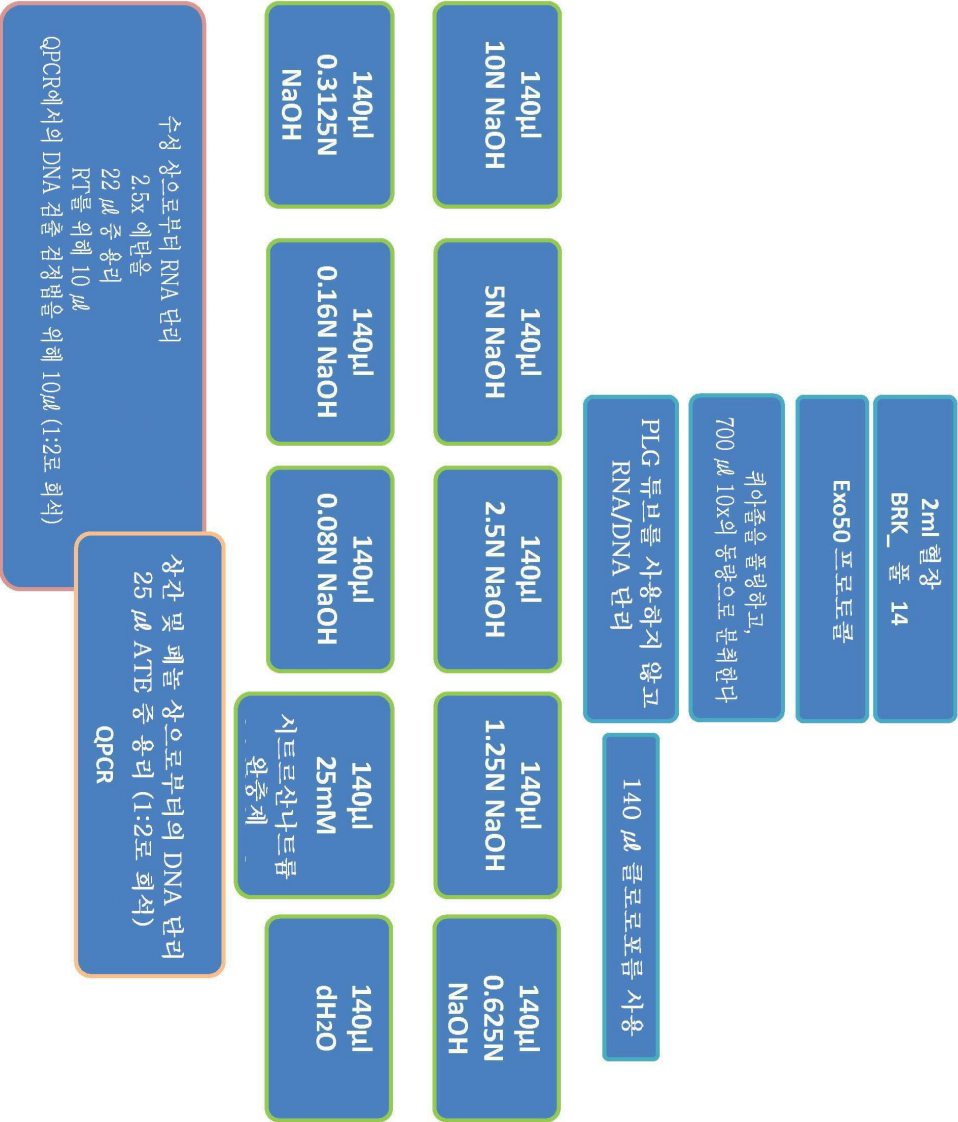 2ml 혈장
BRK_ 풀 14
Exo50 프로토콜
퀴아졸을 풀링하고,
700 ㎕ 10x의 동량으로 분취한다
PLG 튜브를 사용하지 않고
RNA/DNA 단리
140 ㎕ 클로로포름 사용
140µl
10N NaOH
140µl
5N NaOH
140µl
2.5N NaOH
140µl
1.25N NaOH
140µl
0.625N
NaOH
140µl
0.3125N
NaOH
140µl
0.16N NaOH
140µl
0.08N NaOH
140µl
25mM
시트르산나트륨
완충제
140µl
dH2O
수성 상으로부터 RNA 단리
2.5x 에탄올
22 ㎕ 중 용리
RT를 위해 10 ㎕
QPCR에서의 DNA 검출 검정법을 위해 10㎕ (1:2로 희석)
상간 및 페놀 상으로부터의 DNA 단리
25 ㎕ ATE 중 용리 (1:2로 희석)
QPCR